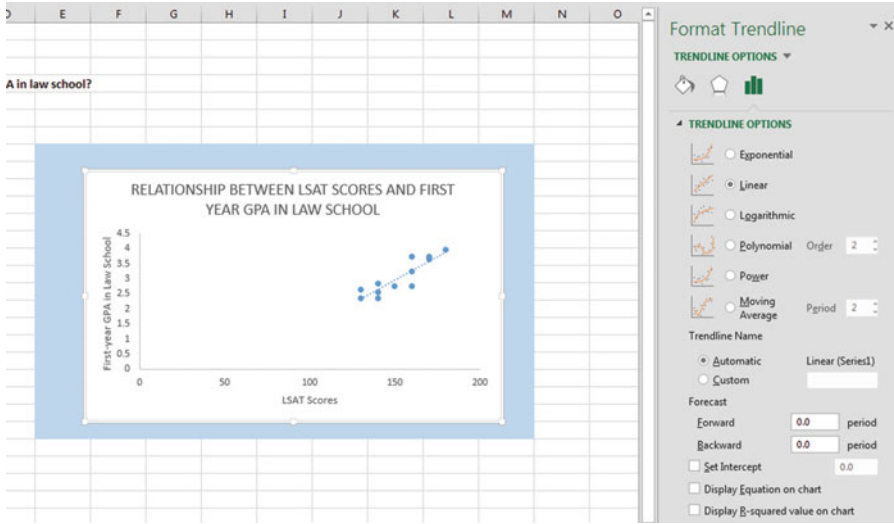 E F G H I J K L M N O
A in law school?
RELATIONSHIP BETWEEN LSAT SCORES AND FIRST
YEAR GPA IN LAW SCHOOL
First-year GPA in Law School
4.5
4
3.5
3
2.5
2
1.5
1
0.5
0
0 50 100 150 200
LSAT Scores
Format Trendline
TRENDLINE OPTIONS
TRENDLINE OPTIONS
Exponential
Linear
Logarithmic
Polynomial Order 2
Power
Moving
Average Period 2
Trendline Name
Automatic Linear (Series1)
Custom
Forecast
Forward 0.0 period
Backward 0.0 period
Set Intercept 0.0
Display Equation on chart
Display R-squared value on chart